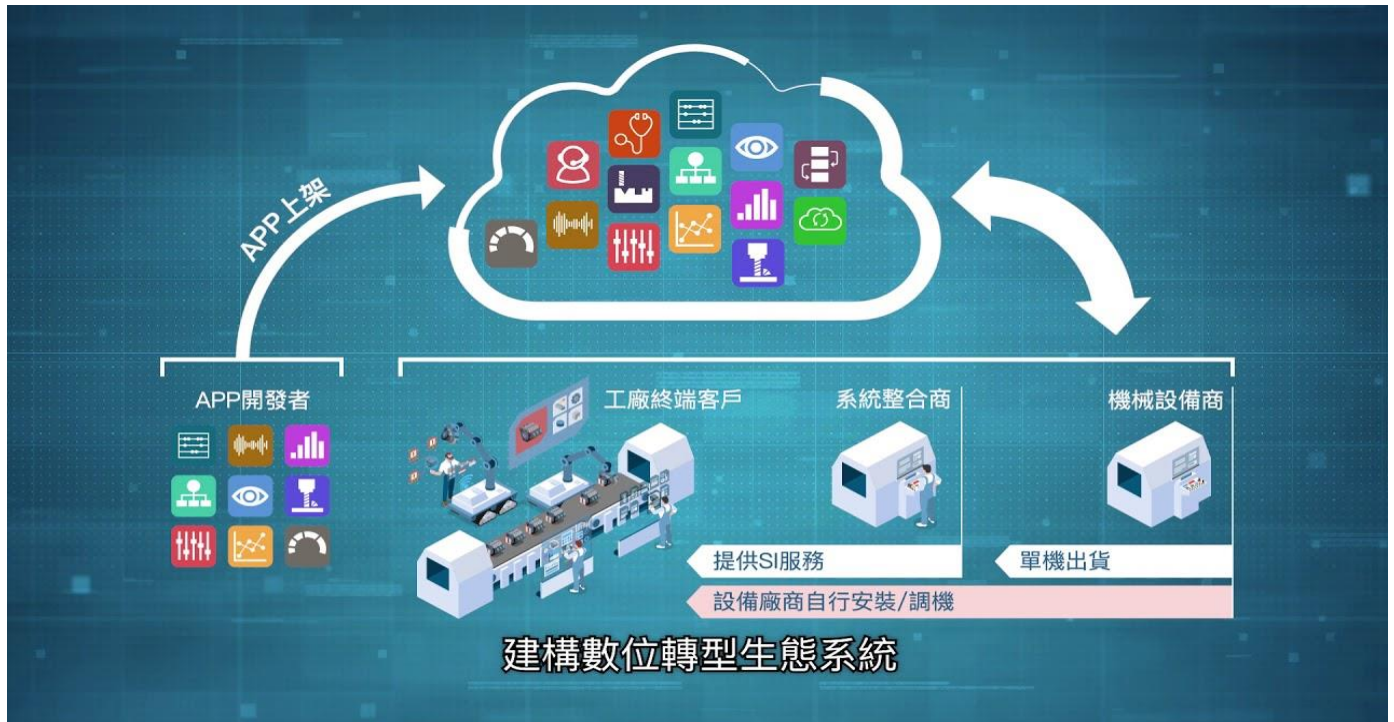 APP上架
APP開發者
工廠終端客戶
系統整合商
機械設備商
提供SI服務
單機出貨
設備廠商自行安裝/調機
建構數位轉型生態系統